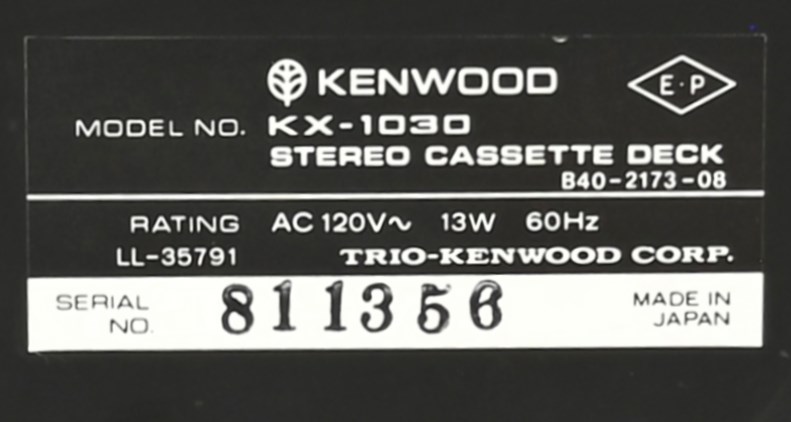 KENWOOD
E·P
MODEL NO. KX-1030
STEREO CASSETTE DECK
B40-2173-08
RATING AC 120V~ 13W 60Hz
LL-35791 TRIO-KENWOOD CORP.
SERIAL NO. 811356
MADE IN JAPAN